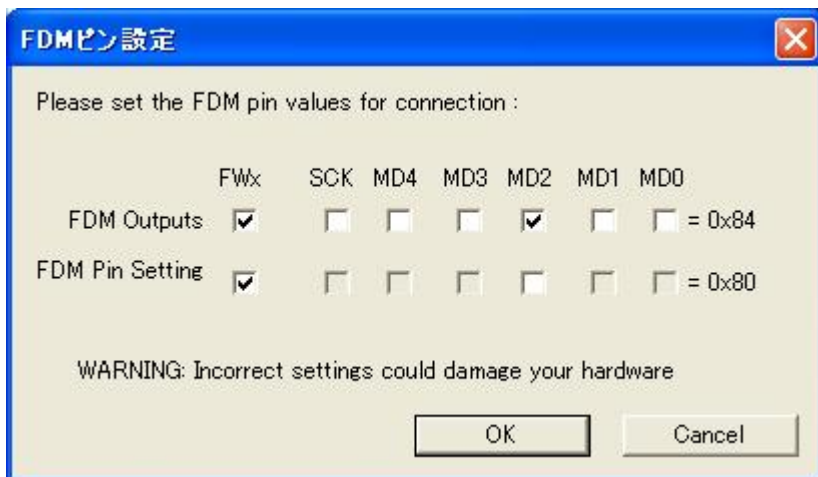 FDMピン設定
Please set the FDM pin values for connection :
FWx SCK MD4 MD3 MD2 MD1 MD0
FDM Outputs = 0x84
FDM Pin Setting = 0x80
WARNING: Incorrect settings could damage your hardware
OK Cancel